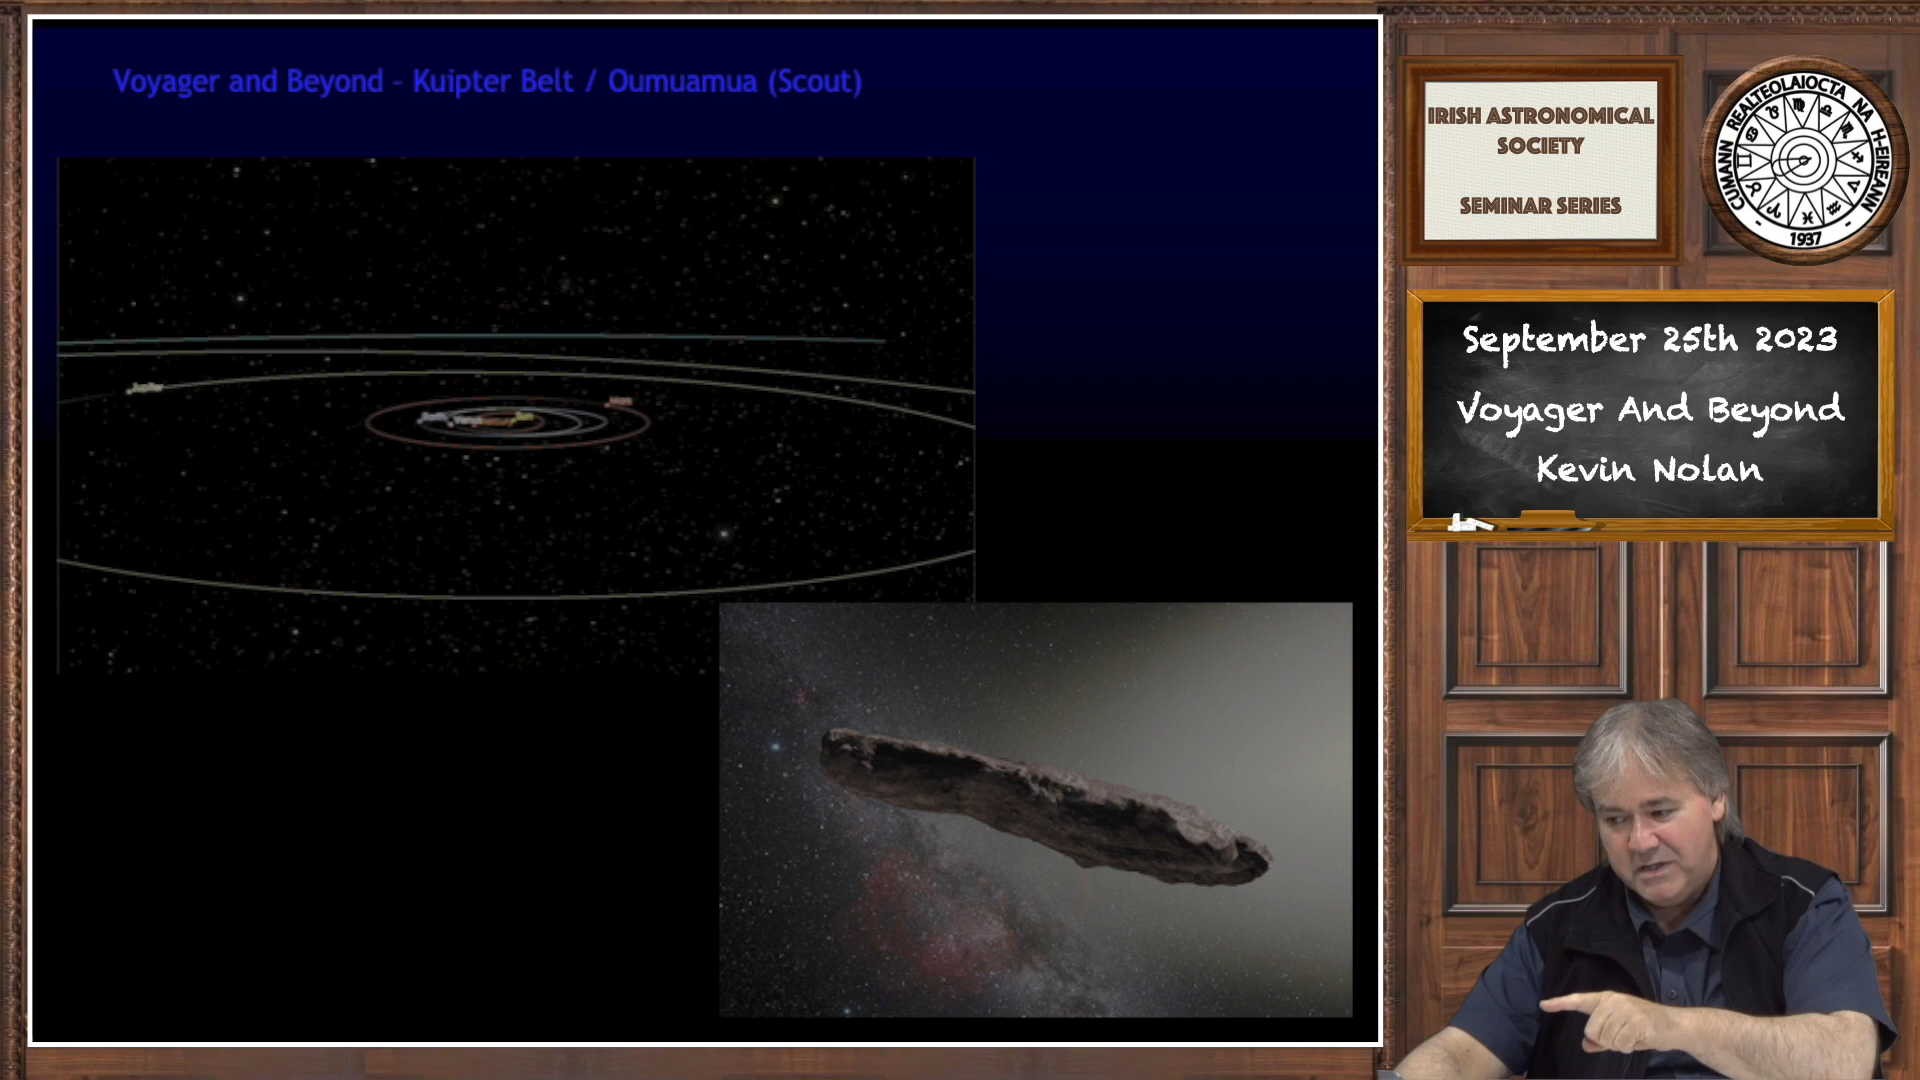 Voyager and Beyond – Kuipter Belt / Oumuamua (Scout)
IRISH ASTRONOMICAL
SOCIETY
SEMINAR SERIES
CUMANN REALTEOLAIOCTA NA H-EIREANN
- 1937 -
September 25th 2023
Voyager And Beyond
Kevin Nolan